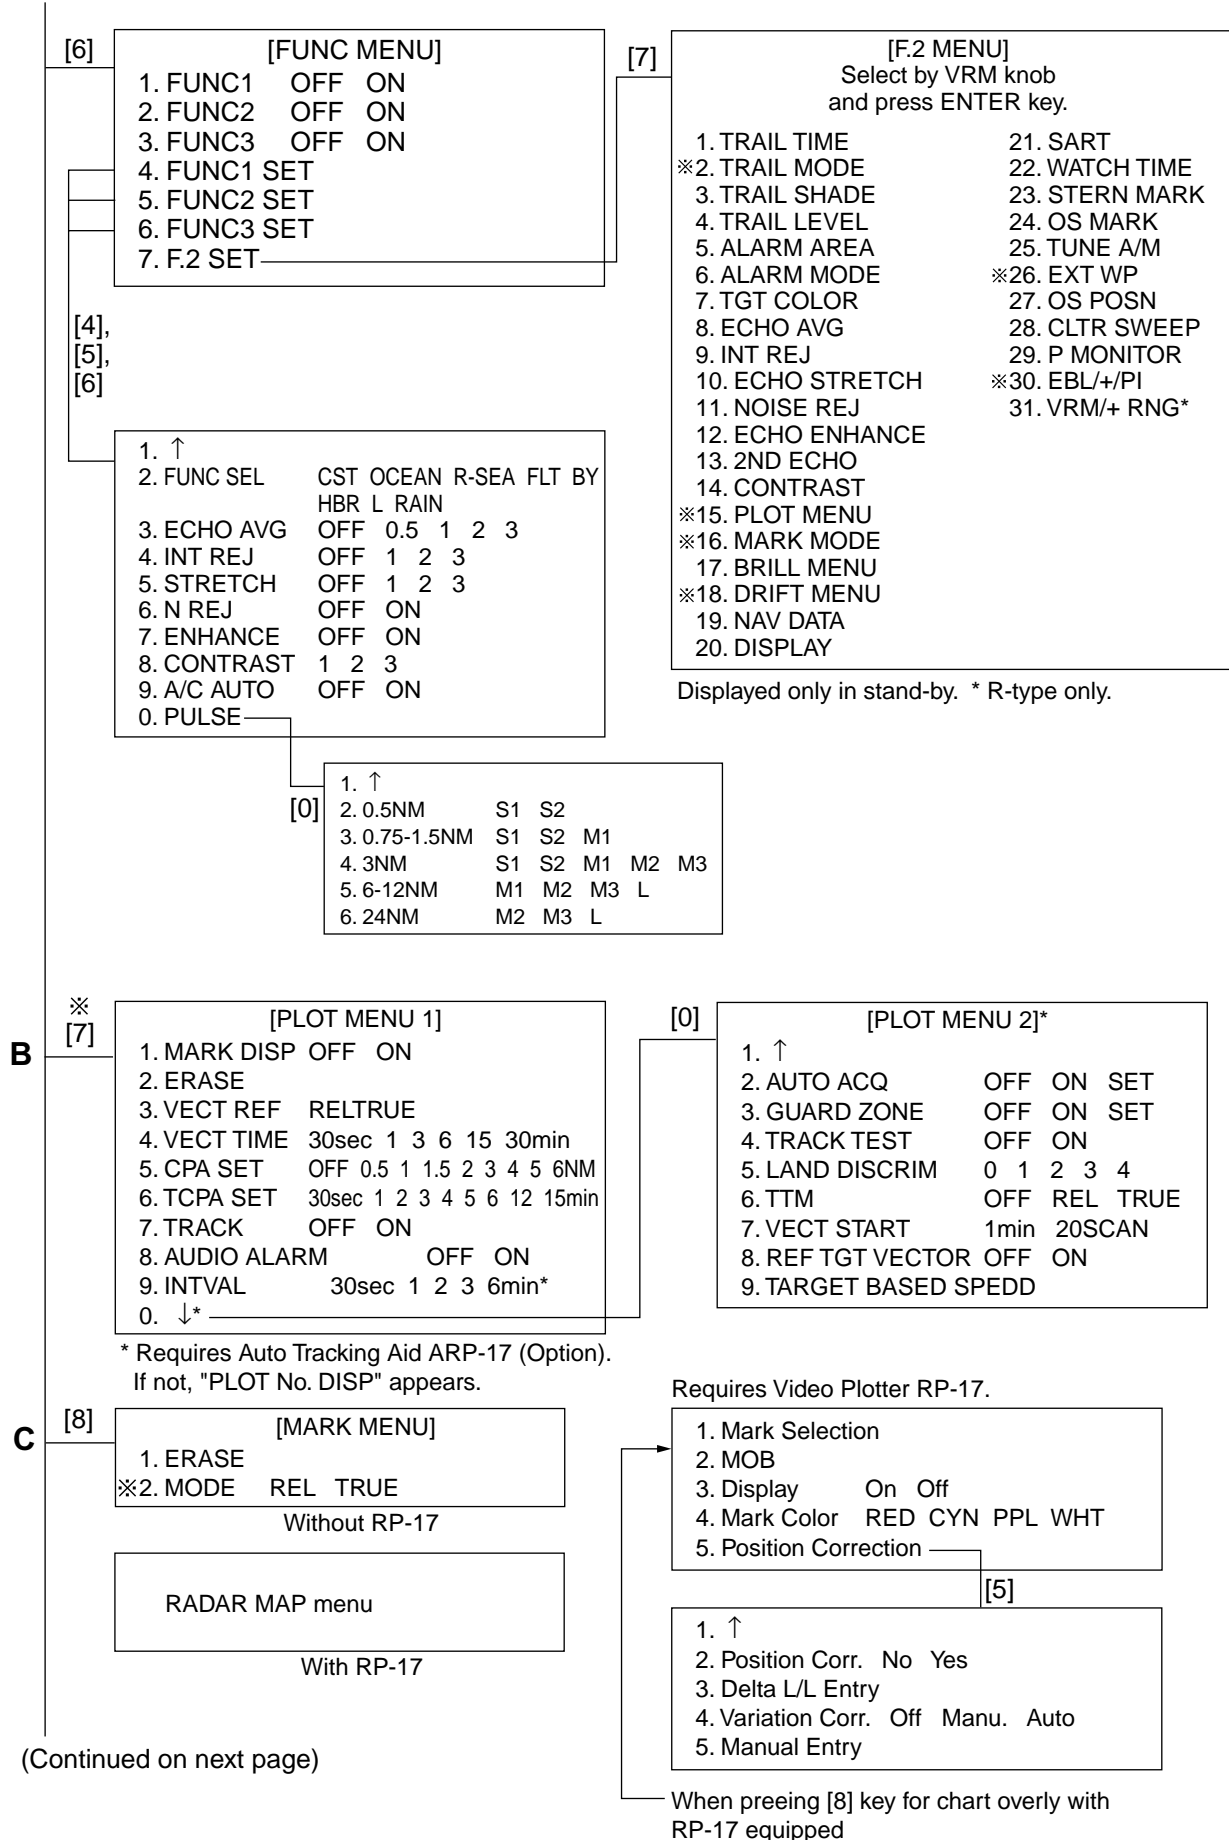 [6]
[FUNC MENU]
1. FUNC1 OFF ON
2. FUNC2 OFF ON
3. FUNC3 OFF ON
4. FUNC1 SET
5. FUNC2 SET
6. FUNC3 SET
7. F.2 SET
[7]
[F.2 MENU]
Select by VRM knob
and press ENTER key.
1. TRAIL TIME
※2. TRAIL MODE
3. TRAIL SHADE
4. TRAIL LEVEL
5. ALARM AREA
6. ALARM MODE
7. TGT COLOR
8. ECHO AVG
9. INT REJ
10. ECHO STRETCH
11. NOISE REJ
12. ECHO ENHANCE
13. 2ND ECHO
14. CONTRAST
※15. PLOT MENU
※16. MARK MODE
17. BRILL MENU
※18. DRIFT MENU
19. NAV DATA
20. DISPLAY
21. SART
22. WATCH TIME
23. STERN MARK
24. OS MARK
25. TUNE A/M
※26. EXT WP
27. OS POSN
28. CLTR SWEEP
29. P MONITOR
※30. EBL/+/PI
31. VRM/+ RNG*
Displayed only in stand-by. * R-type only.
[4],
[5],
[6]
1. ↑
2. FUNC SEL CST OCEAN R-SEA FLT BY
HBR L RAIN
3. ECHO AVG OFF 0.5 1 2 3
4. INT REJ OFF 1 2 3
5. STRETCH OFF 1 2 3
6. N REJ OFF ON
7. ENHANCE OFF ON
8. CONTRAST 1 2 3
9. A/C AUTO OFF ON
0. PULSE
[0]
1. ↑
2. 0.5NM S1 S2
3. 0.75-1.5NM S1 S2 M1
4. 3NM S1 S2 M1 M2 M3
5. 6-12NM M1 M2 M3 L
6. 24NM M2 M3 L
B
※
[7]
[PLOT MENU 1]
1. MARK DISP OFF ON
2. ERASE
3. VECT REF RELTRUE
4. VECT TIME 30sec 1 3 6 15 30min
5. CPA SET OFF 0.5 1 1.5 2 3 4 5 6NM
6. TCPA SET 30sec 1 2 3 4 5 6 12 15min
7. TRACK OFF ON
8. AUDIO ALARM OFF ON
9. INTVAL 30sec 1 2 3 6min*
0. ↓*
* Requires Auto Tracking Aid ARP-17 (Option).
If not, "PLOT No. DISP" appears.
[0]
[PLOT MENU 2]*
1. ↑
2. AUTO ACQ OFF ON SET
3. GUARD ZONE OFF ON SET
4. TRACK TEST OFF ON
5. LAND DISCRIM 0 1 2 3 4
6. TTM OFF REL TRUE
7. VECT START 1min 20SCAN
8. REF TGT VECTOR OFF ON
9. TARGET BASED SPEDD
C
[8]
[MARK MENU]
1. ERASE
※2. MODE REL TRUE
Without RP-17
RADAR MAP menu
With RP-17
Requires Video Plotter RP-17.
1. Mark Selection
2. MOB
3. Display On Off
4. Mark Color RED CYN PPL WHT
5. Position Correction
[5]
1. ↑
2. Position Corr. No Yes
3. Delta L/L Entry
4. Variation Corr. Off Manu. Auto
5. Manual Entry
When preeing [8] key for chart overly with
RP-17 equipped
(Continued on next page)